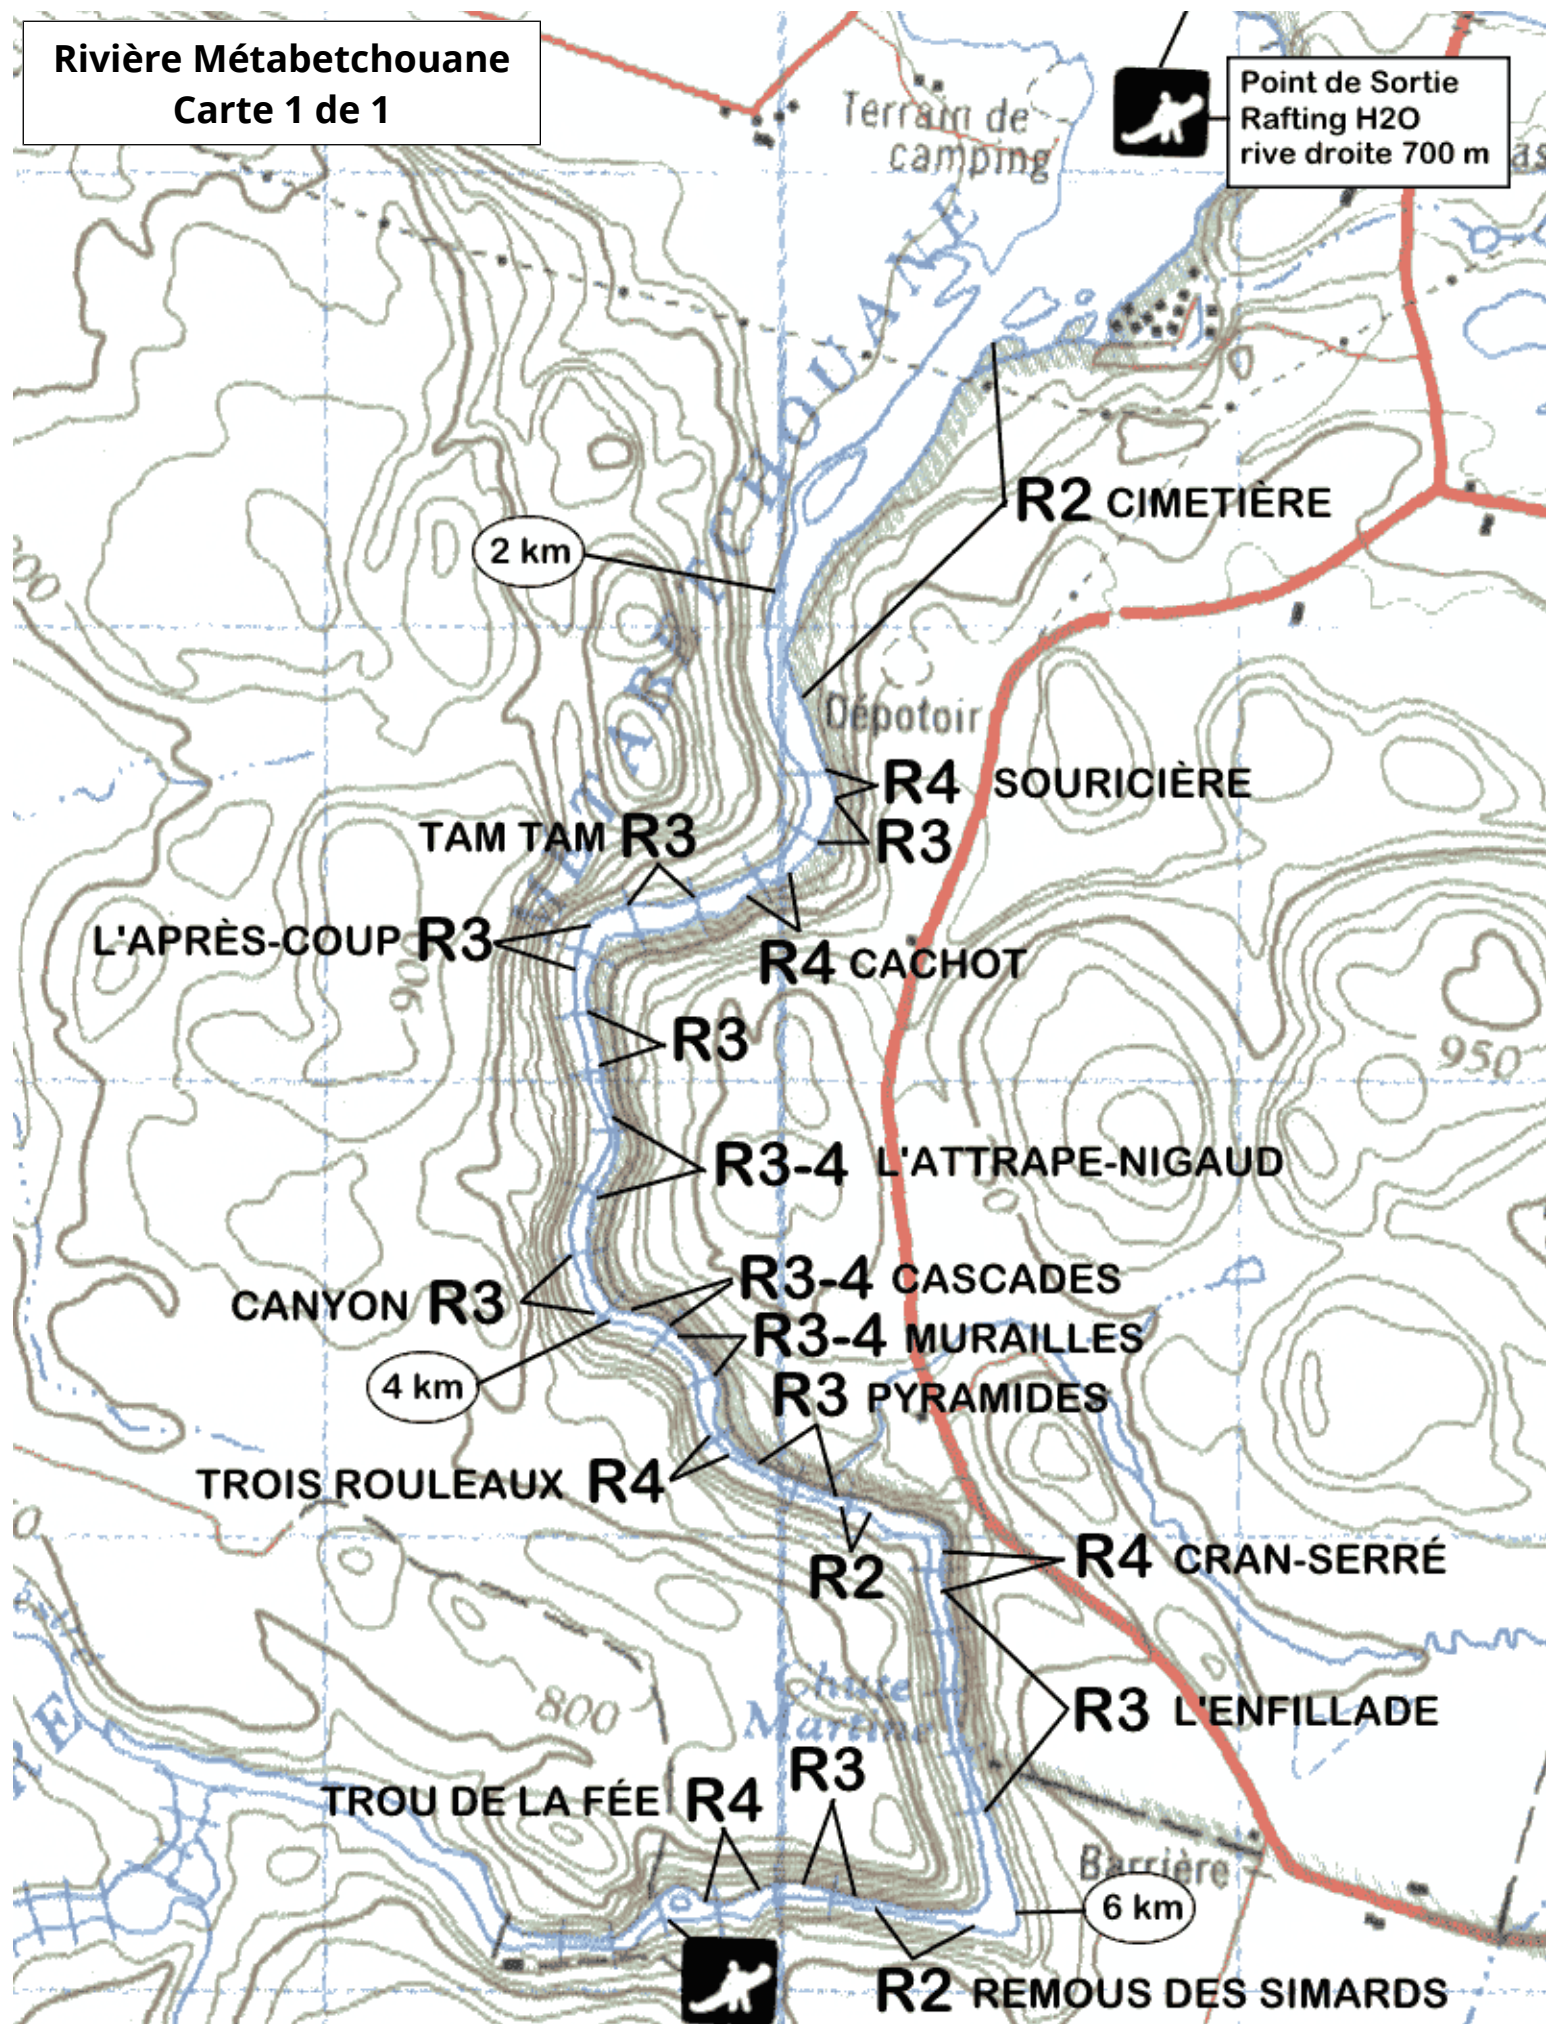 Rivière Métabetchouane
Carte 1 de 1
Point de Sortie
Rafting H2O
rive droite 700 m
Terrain de
camping
METABETCHOUANE
R2 CIMETIÈRE
2 km
Dépotoir
R4 SOURICIÈRE
TAM TAM R3
R3
L'APRÈS-COUP R3
R4 CACHOT
900
R3
950
R3-4 L'ATTRAPE-NIGAUD
R3-4 CASCADES
CANYON R3
R3-4 MURAILLES
4 km
R3 PYRAMIDES
TROIS ROULEAUX R4
R4 CRAN-SERRÉ
R2
Chute
Martine
800
R3 L'ENFILLADE
R3
TROU DE LA FÉE R4
Barrière
6 km
R2 REMOUS DES SIMARDS